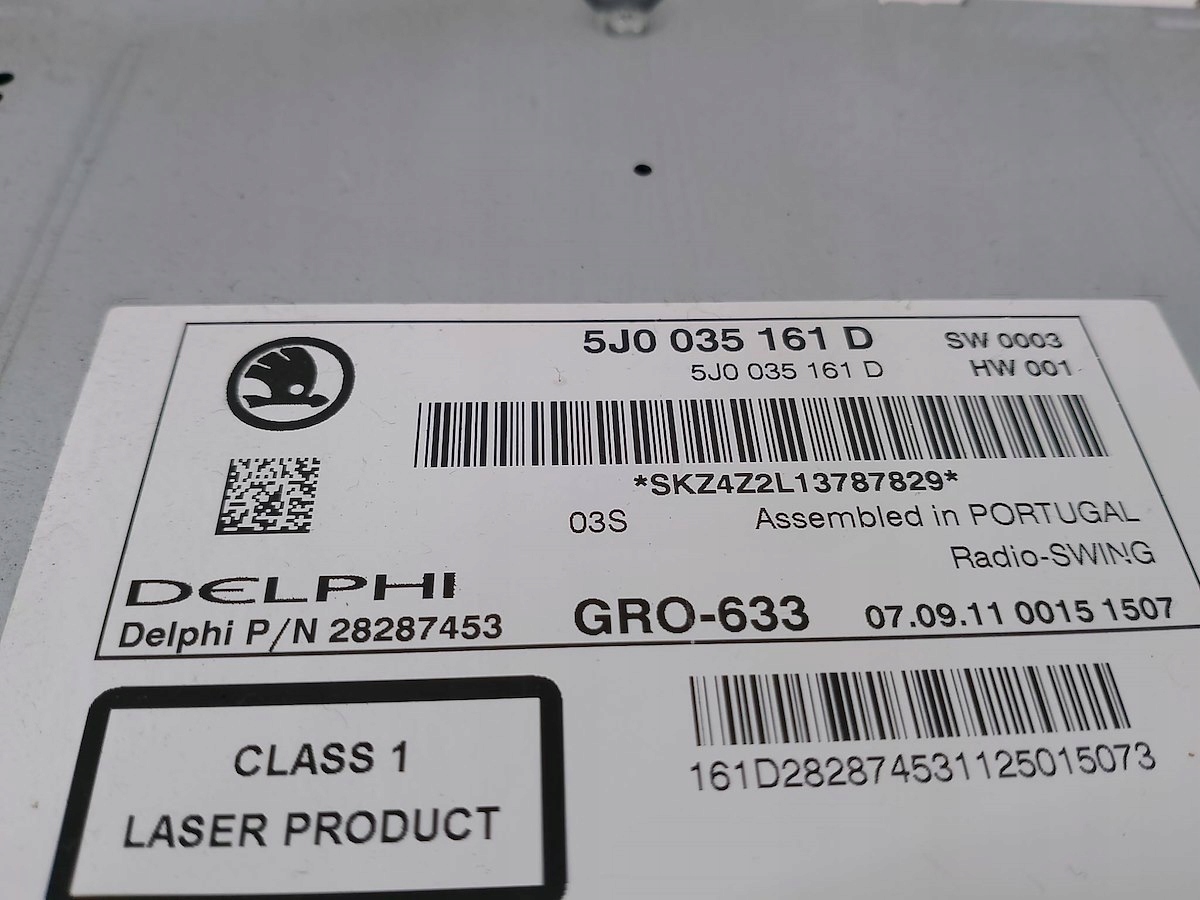 5J0 035 161 D SW 0003
5J0 035 161 D HW 001
*SKZ4Z2L13787829*
03S Assembled in PORTUGAL
Radio-SWING
DELPHI
Delphi P/N 28287453 GRO-633 07.09.11 0015 1507
CLASS 1
LASER PRODUCT
161D282874531125015073